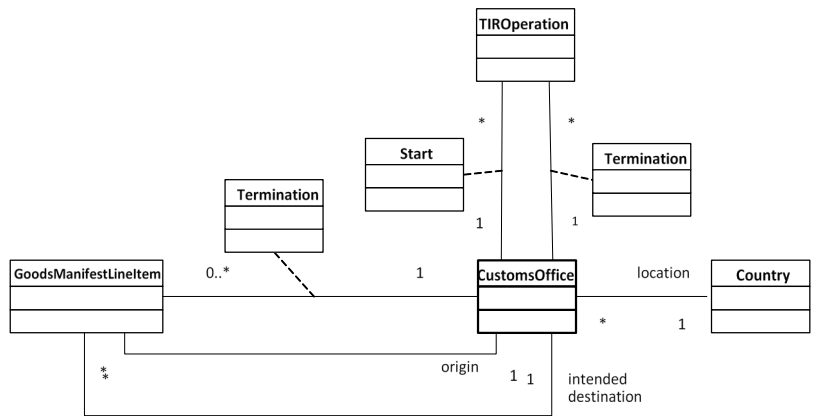 TIROperation
*
*
Start
Termination
Termination
1
1
GoodsManifestLineItem
0..*
1
CustomsOffice
location
Country
*
1
origin
*
*
1
1
intended
destination